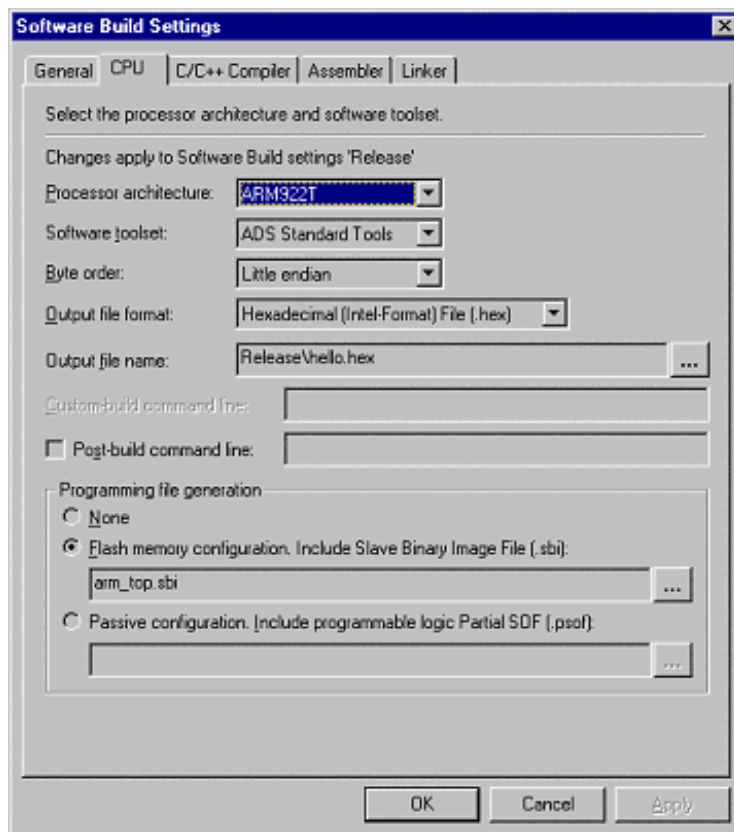 Software Build Settings
General CPU C/C++ Compiler Assembler Linker
Select the processor architecture and software toolset.
Changes apply to Software Build settings 'Release'
Processor architecture: ARM922T
Software toolset: ADS Standard Tools
Byte order: Little endian
Output file format: Hexadecimal (Intel-Format) File (.hex)
Output file name: Release\hello.hex ...
Custom-build command line:
Post-build command line:
Programming file generation
None
Flash memory configuration. Include Slave Binary Image File (.sbi):
arm_top.sbi ...
Passive configuration. Include programmable logic Partial SOF (.psof):
...
OK Cancel Apply